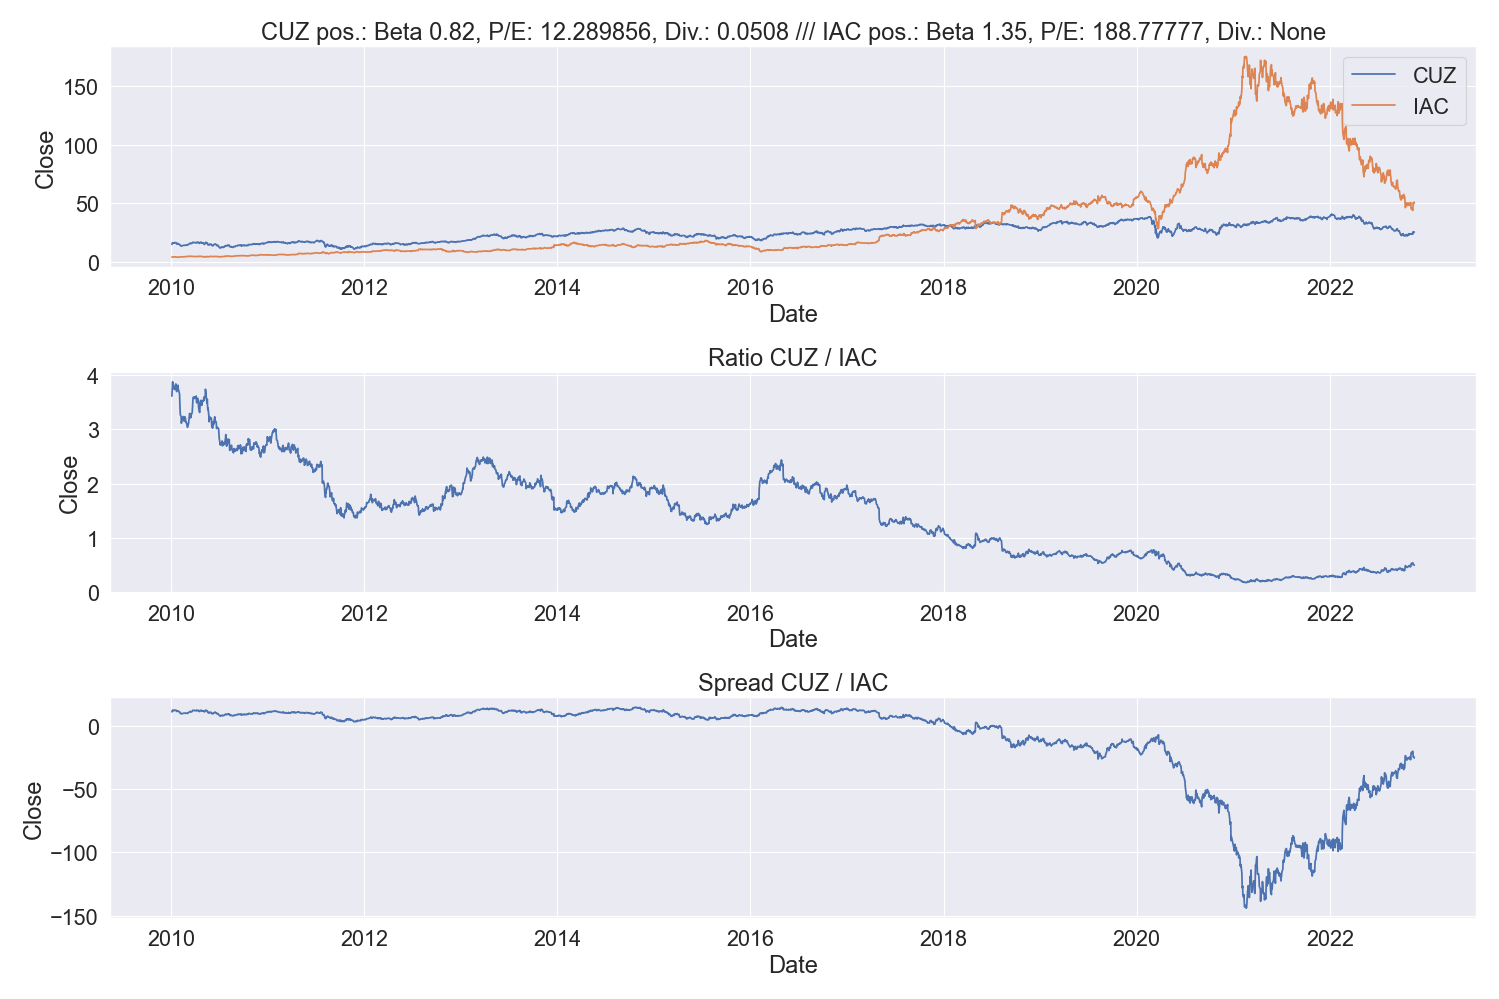 CUZ pos.: Beta 0.82, P/E: 12.289856, Div.: 0.0508 /// IAC pos.: Beta 1.35, P/E: 188.77777, Div.: None
CUZ
IAC
Close
150
100
50
0
2010 2012 2014 2016 2018 2020 2022
Date
Ratio CUZ / IAC
Close
4
3
2
1
0
2010 2012 2014 2016 2018 2020 2022
Date
Spread CUZ / IAC
Close
0
−50
−100
−150
2010 2012 2014 2016 2018 2020 2022
Date